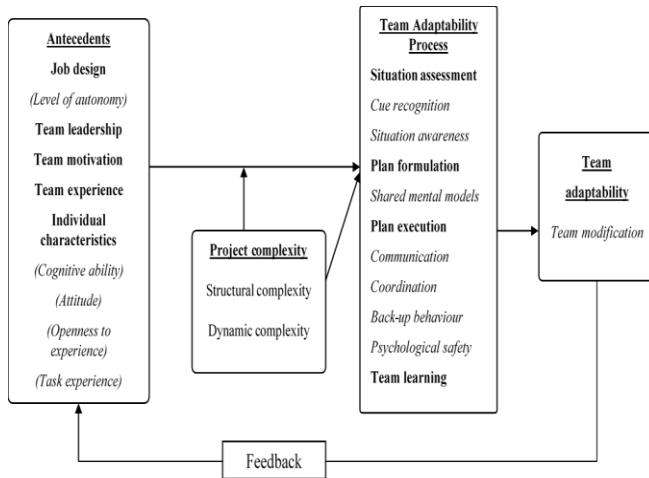 Antecedents
Job design
(Level of autonomy)
Team leadership
Team motivation
Team experience
Individual
characteristics
(Cognitive ability)
(Attitude)
(Openness to
experience)
(Task experience)
Project complexity
Structural complexity
Dynamic complexity
Team Adaptability
Process
Situation assessment
Cue recognition
Situation awareness
Plan formulation
Shared mental models
Plan execution
Communication
Coordination
Back-up behaviour
Psychological safety
Team learning
Team
adaptability
Team modification
Feedback